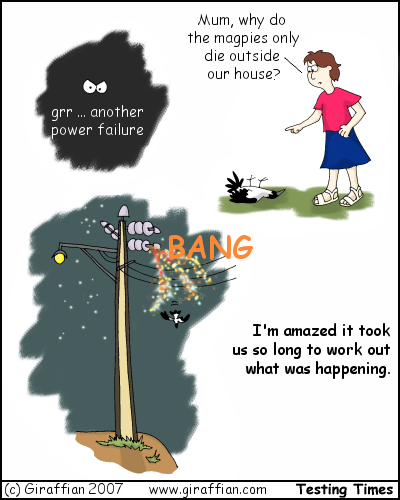 grr ... another
power failure
Mum, why do
the magpies only
die outside
our house?
BANG
I'm amazed it took
us so long to work out
what was happening.
(c) Giraffian 2007
www.giraffian.com
Testing Times